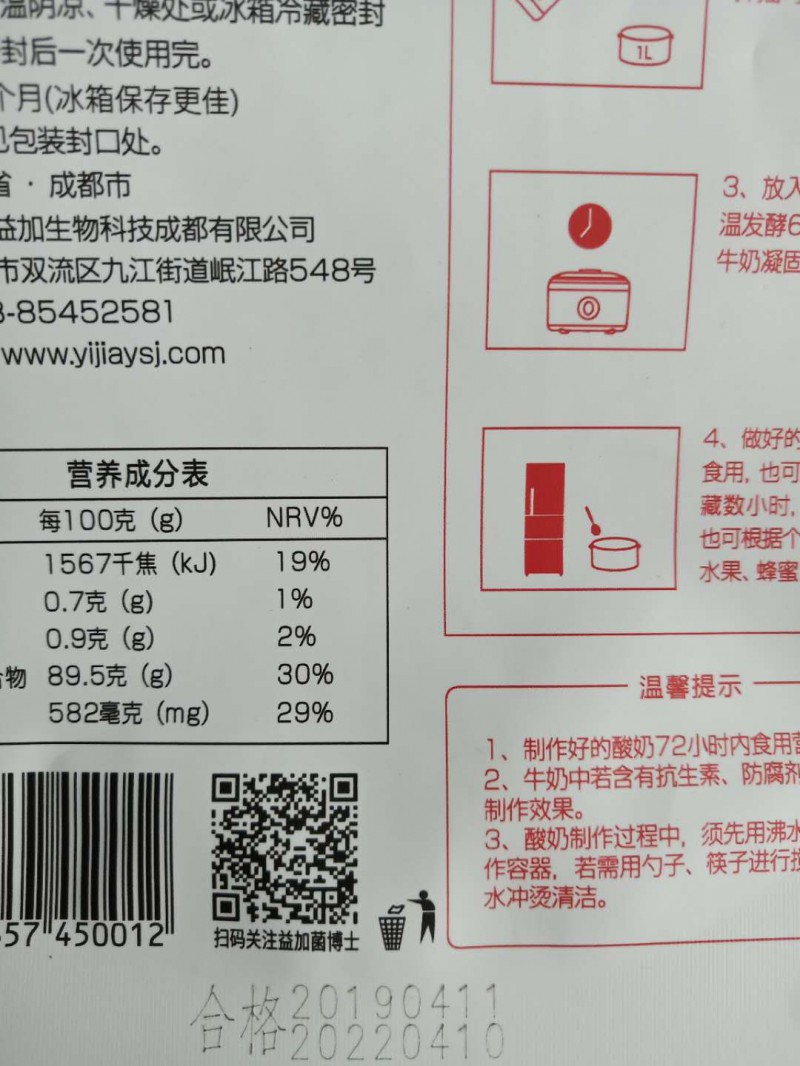 温阴凉、干燥处或冰箱冷藏密封
封后一次使用完。
个月(冰箱保存更佳)
见包装封口处。
省·成都市
益加生物科技成都有限公司
市双流区九江街道岷江路548号
8-85452581
www.yijiaysj.com
营养成分表
每100克 (g) NRV%
1567千焦 (kJ) 19%
0.7克 (g) 1%
0.9克 (g) 2%
合物 89.5克 (g) 30%
582毫克 (mg) 29%
57 450012
扫码关注益加菌博士
合格20190411
20220410
1L
3、放入
温发酵6
牛奶凝固
4、做好的
食用, 也可
藏数小时,
也可根据个
水果、蜂蜜
温馨提示
1、制作好的酸奶72小时内食用营
2、牛奶中若含有抗生素、防腐剂
制作效果。
3、酸奶制作过程中, 须先用沸水
作容器, 若需用勺子、筷子进行搅
水冲烫清洁。